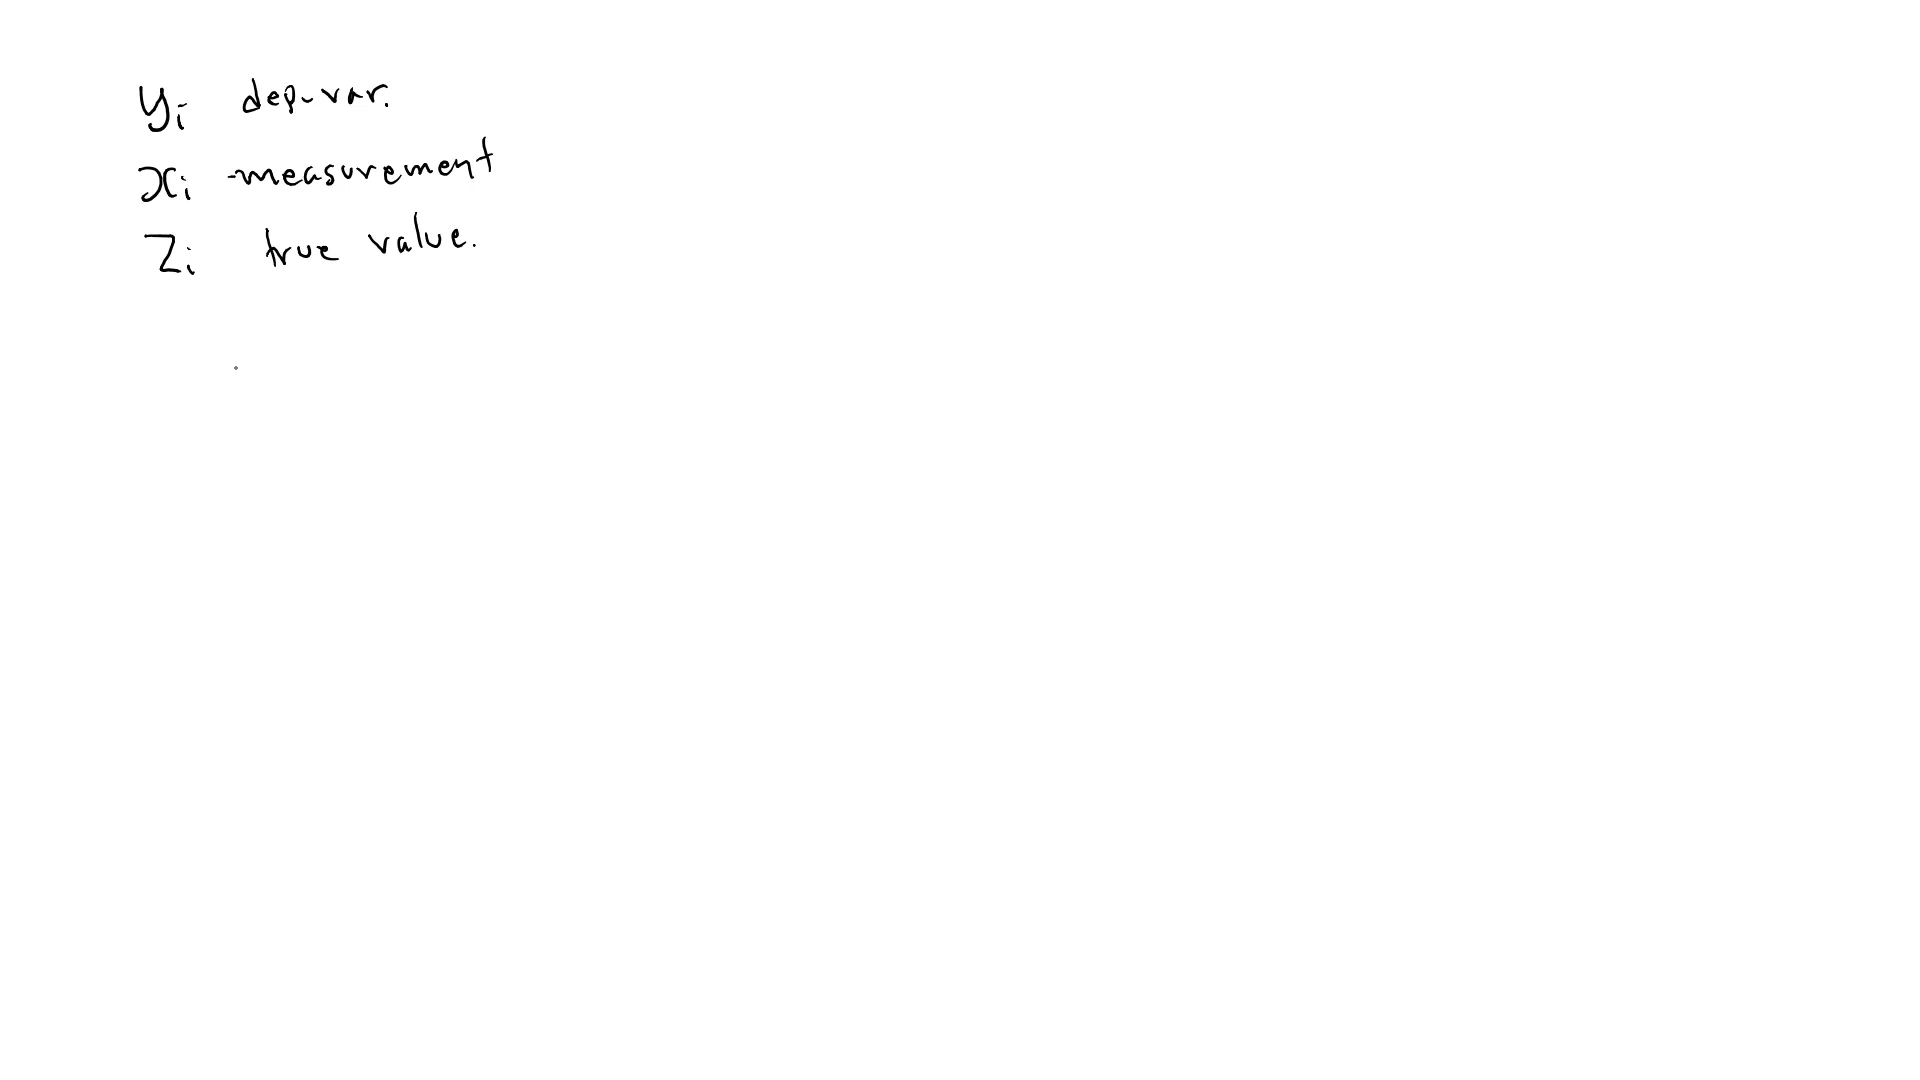 yi dep-var.
xi -measurement
zi true value.